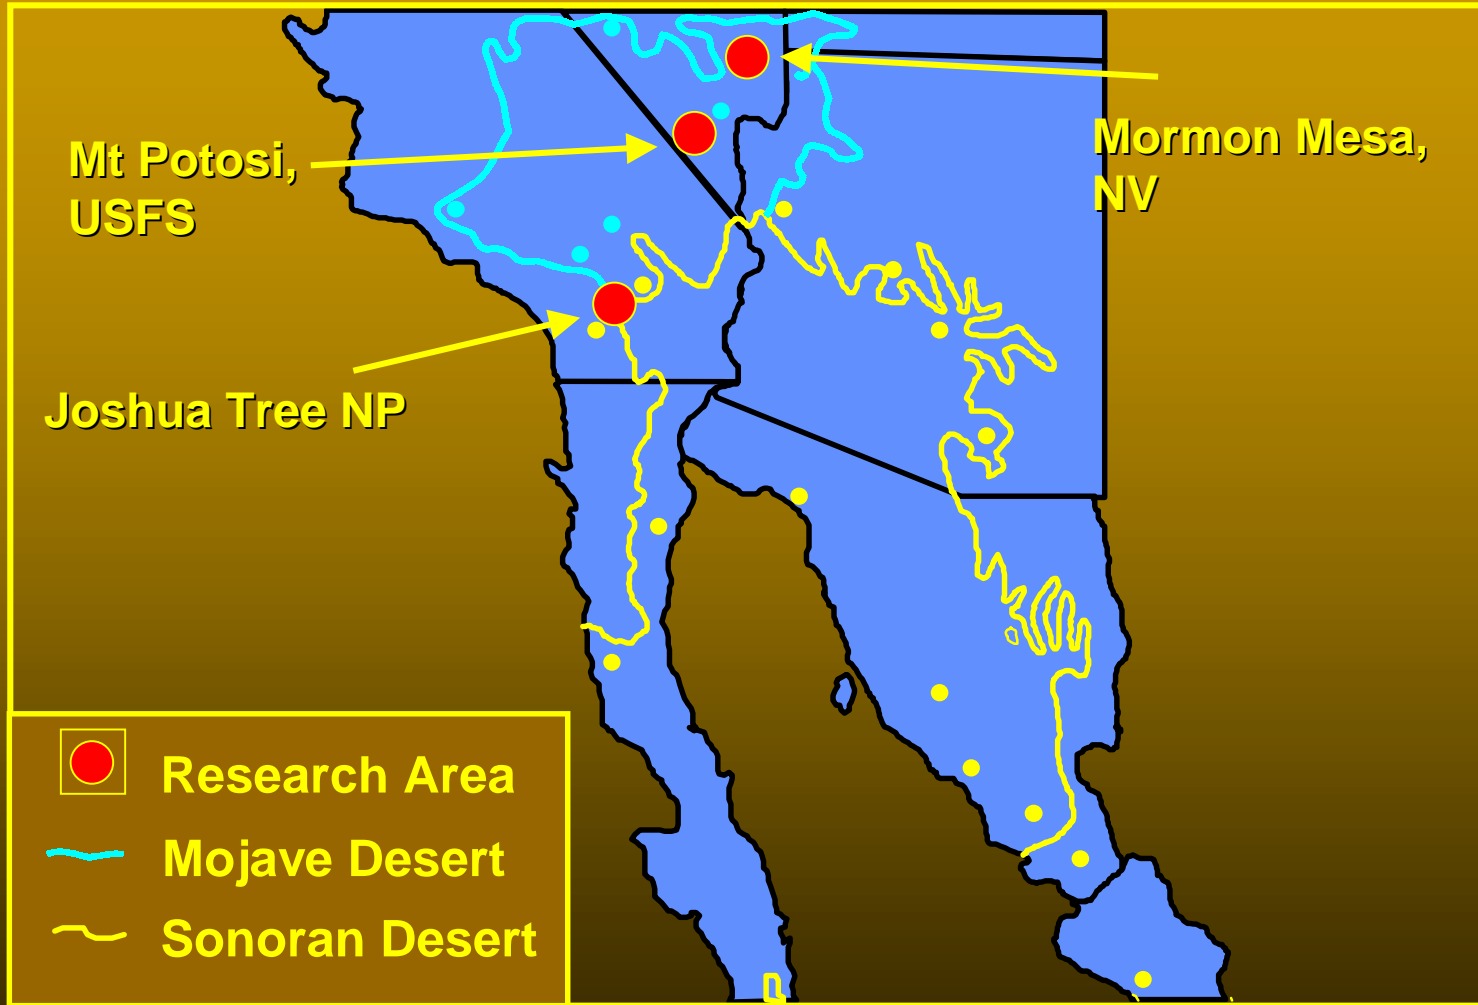 Mt Potosi,
USFS
Mormon Mesa,
NV
Joshua Tree NP
Research Area
Mojave Desert
Sonoran Desert